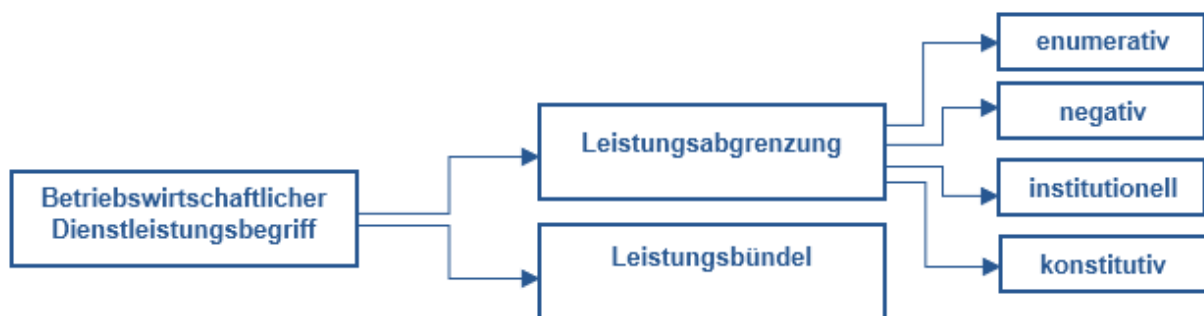 enumerativ
negativ
Leistungsabgrenzung
institutionell
Betriebswirtschaftlicher
Dienstleistungsbegriff
Leistungsbündel
konstitutiv